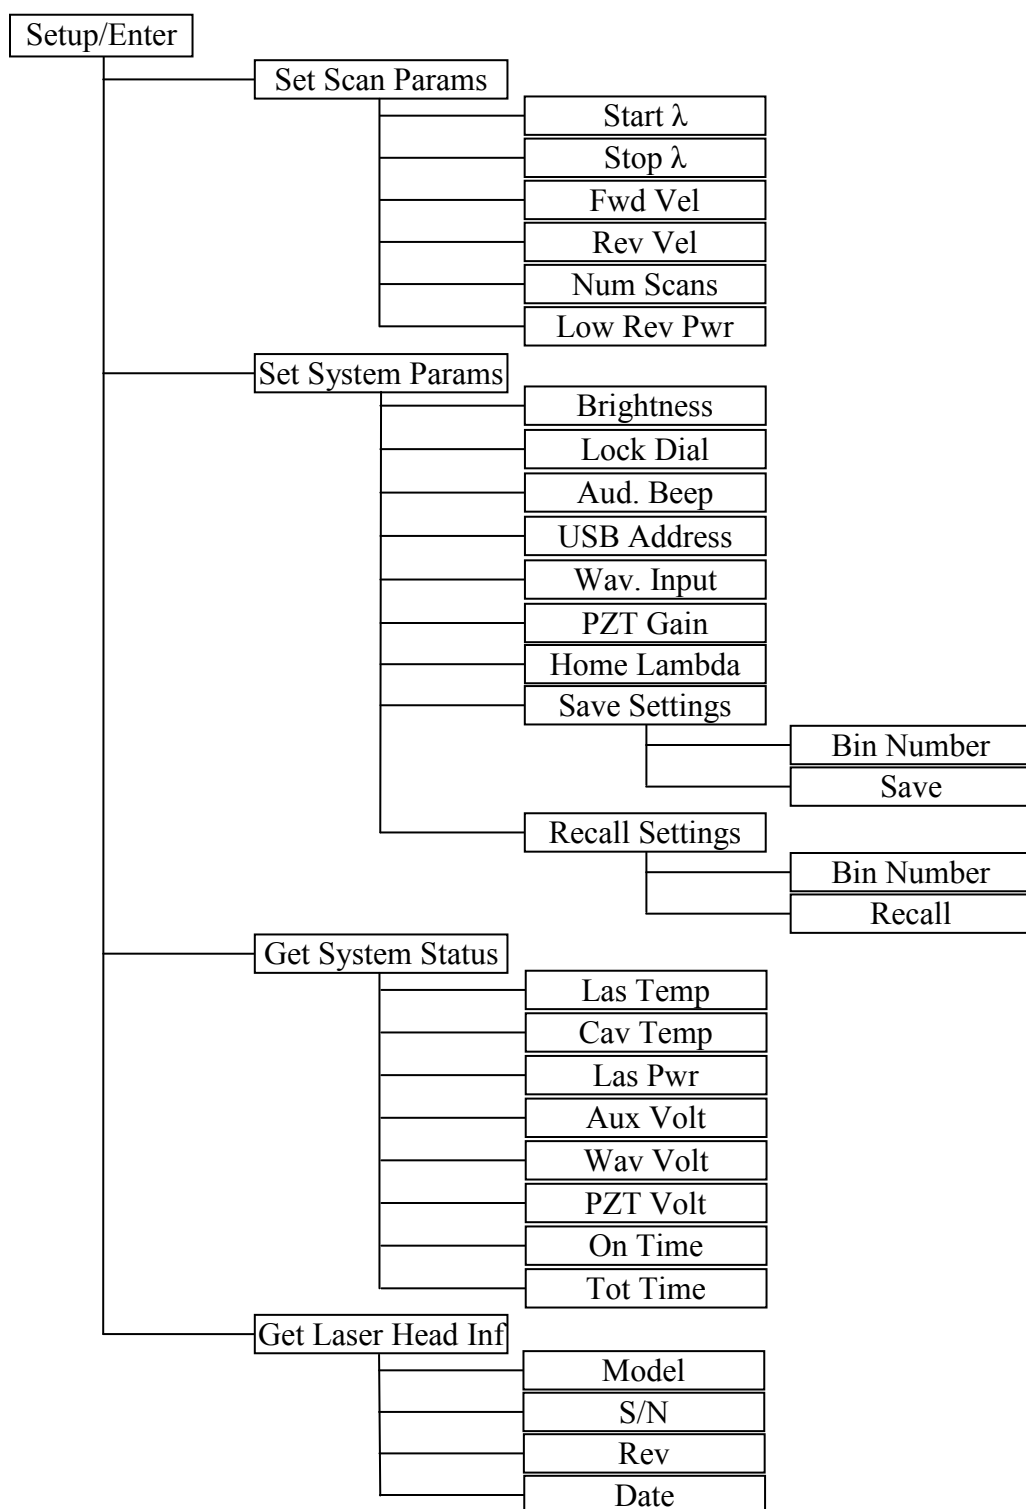 Setup/Enter
Set Scan Params
Start λ
Stop λ
Fwd Vel
Rev Vel
Num Scans
Low Rev Pwr
Set System Params
Brightness
Lock Dial
Aud. Beep
USB Address
Wav. Input
PZT Gain
Home Lambda
Save Settings
Bin Number
Save
Recall Settings
Bin Number
Recall
Get System Status
Las Temp
Cav Temp
Las Pwr
Aux Volt
Wav Volt
PZT Volt
On Time
Tot Time
Get Laser Head Inf
Model
S/N
Rev
Date